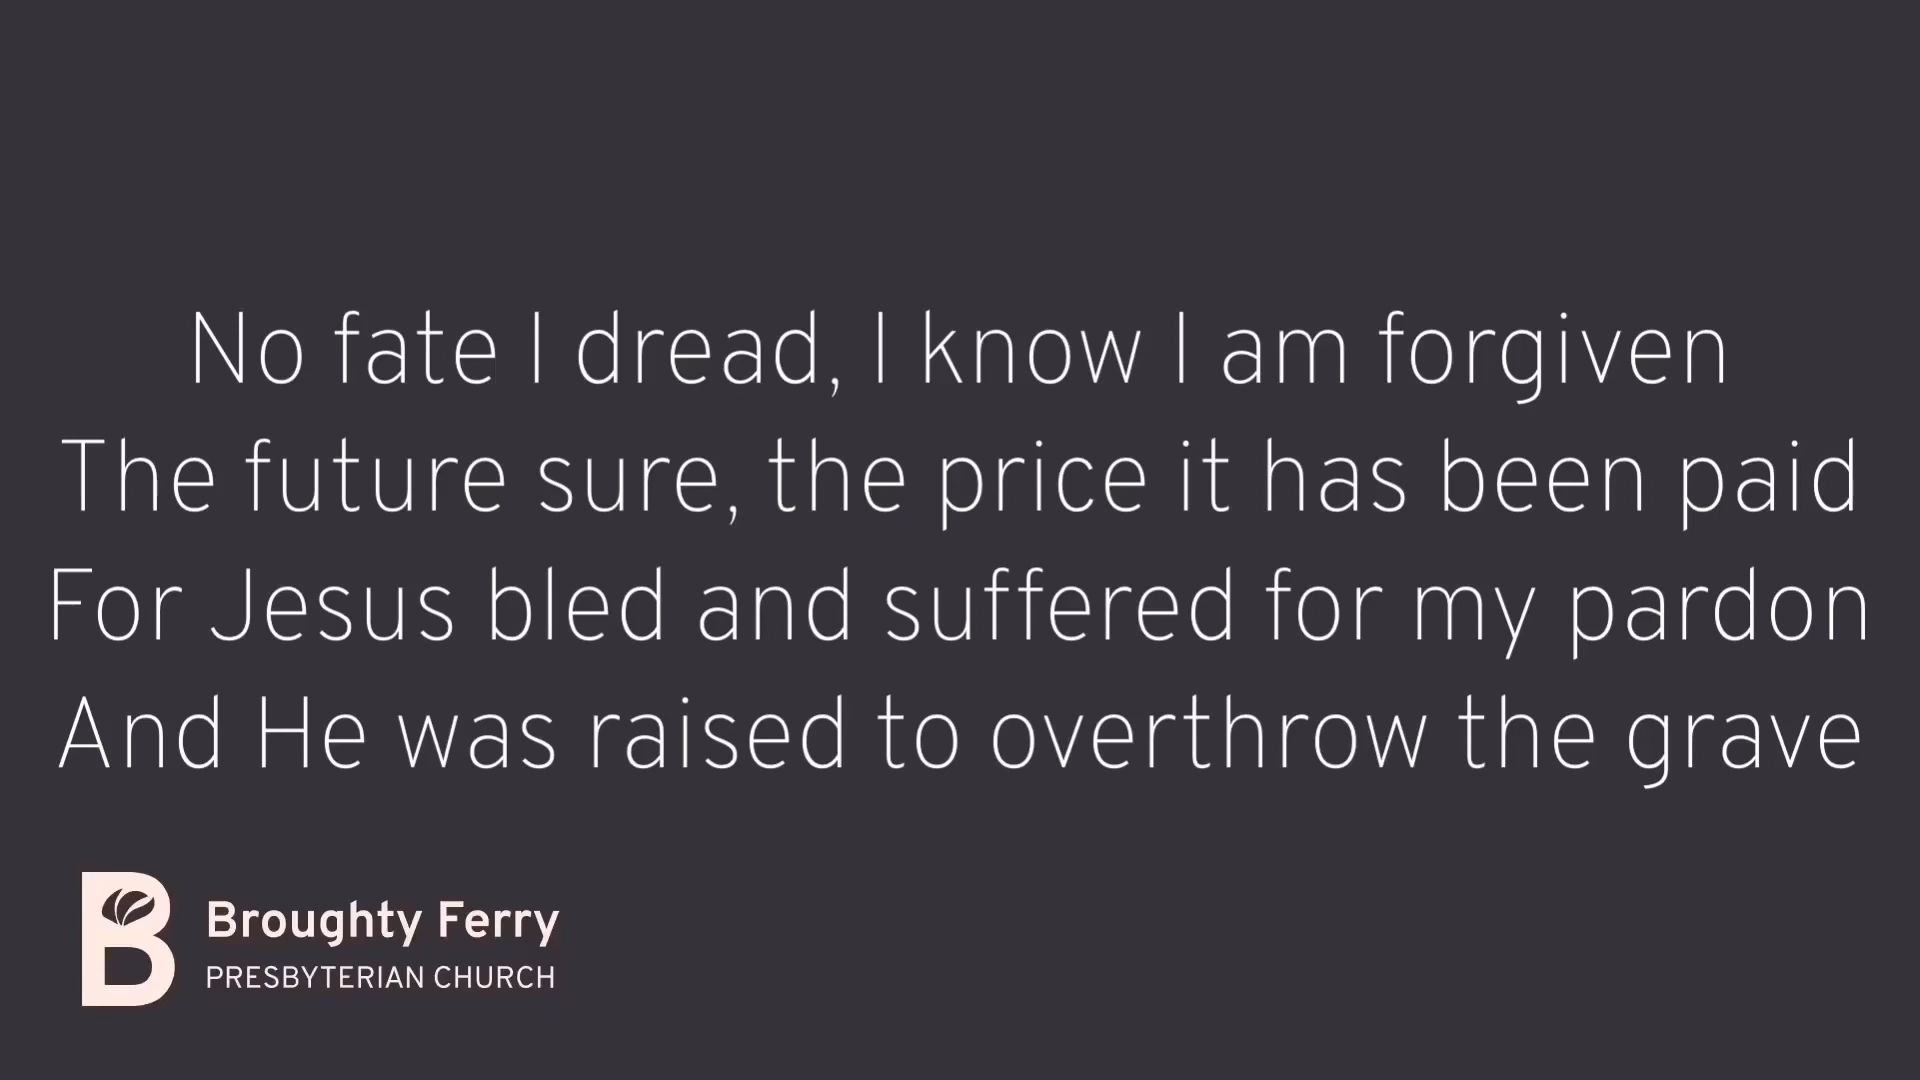 No fate I dread, I know I am forgiven
The future sure, the price it has been paid
For Jesus bled and suffered for my pardon
And He was raised to overthrow the grave
Broughty Ferry
PRESBYTERIAN CHURCH